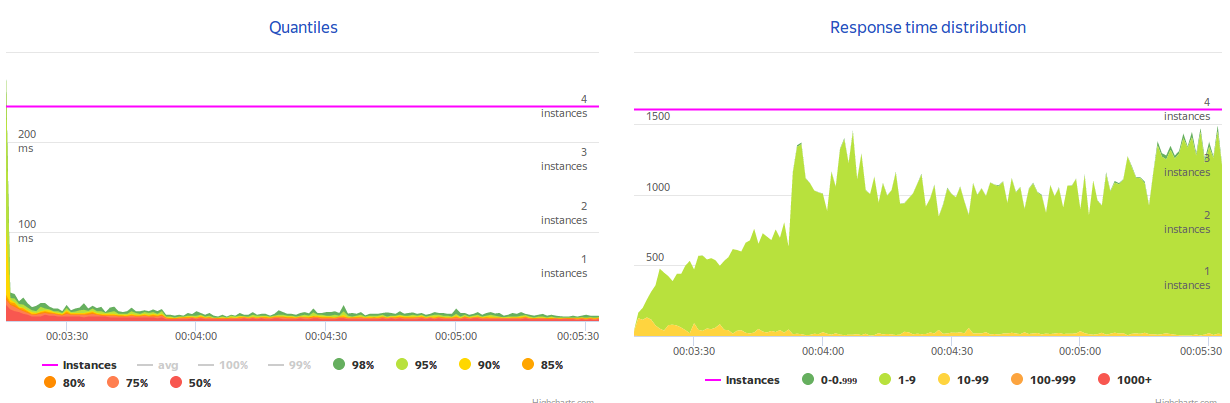 Quantiles
4
instances
200
ms
3
instances
2
instances
100
ms
1
instances
00:03:30 00:04:00 00:04:30 00:05:00 00:05:30
Instances avg 100% 99% 98% 95% 90% 85%
80% 75% 50%
Highcharts.com
Response time distribution
4
instances
1500
3
instances
1000
2
instances
500
1
instances
00:03:30 00:04:00 00:04:30 00:05:00 00:05:30
Instances 0-0.999 1-9 10-99 100-999 1000+
Highcharts.com